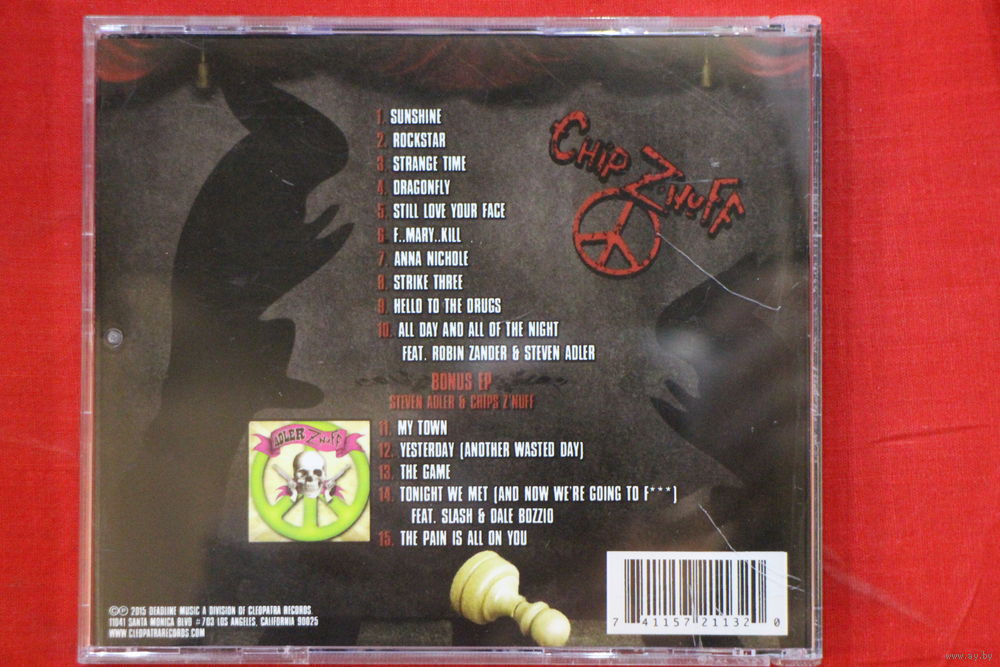 1. SUNSHINE
2. ROCKSTAR
3. STRANGE TIME
4. DRAGONFLY
5. STILL LOVE YOUR FACE
6. F..MARY..KILL
7. ANNA NICHOLE
8. STRIKE THREE
9. HELLO TO THE DRUGS
10. ALL DAY AND ALL OF THE NIGHT
FEAT. ROBIN ZANDER & STEVEN ADLER
CHIP Z'NUFF
BONUS EP
STEVEN ADLER & CHIPS Z'NUFF
11. MY TOWN
12. YESTERDAY (ANOTHER WASTED DAY)
13. THE GAME
14. TONIGHT WE MET (AND NOW WE'RE GOING TO F***)
FEAT. SLASH & DALE BOZZIO
15. THE PAIN IS ALL ON YOU
ADLER Z'NUFF
©℗ 2015 DEADLINE MUSIC A DIVISION OF CLEOPATRA RECORDS.
11041 SANTA MONICA BLVD #703 LOS ANGELES, CALIFORNIA 90025
WWW.CLEOPATRARECORDS.COM
7 41157 21132 0
www.ay.by